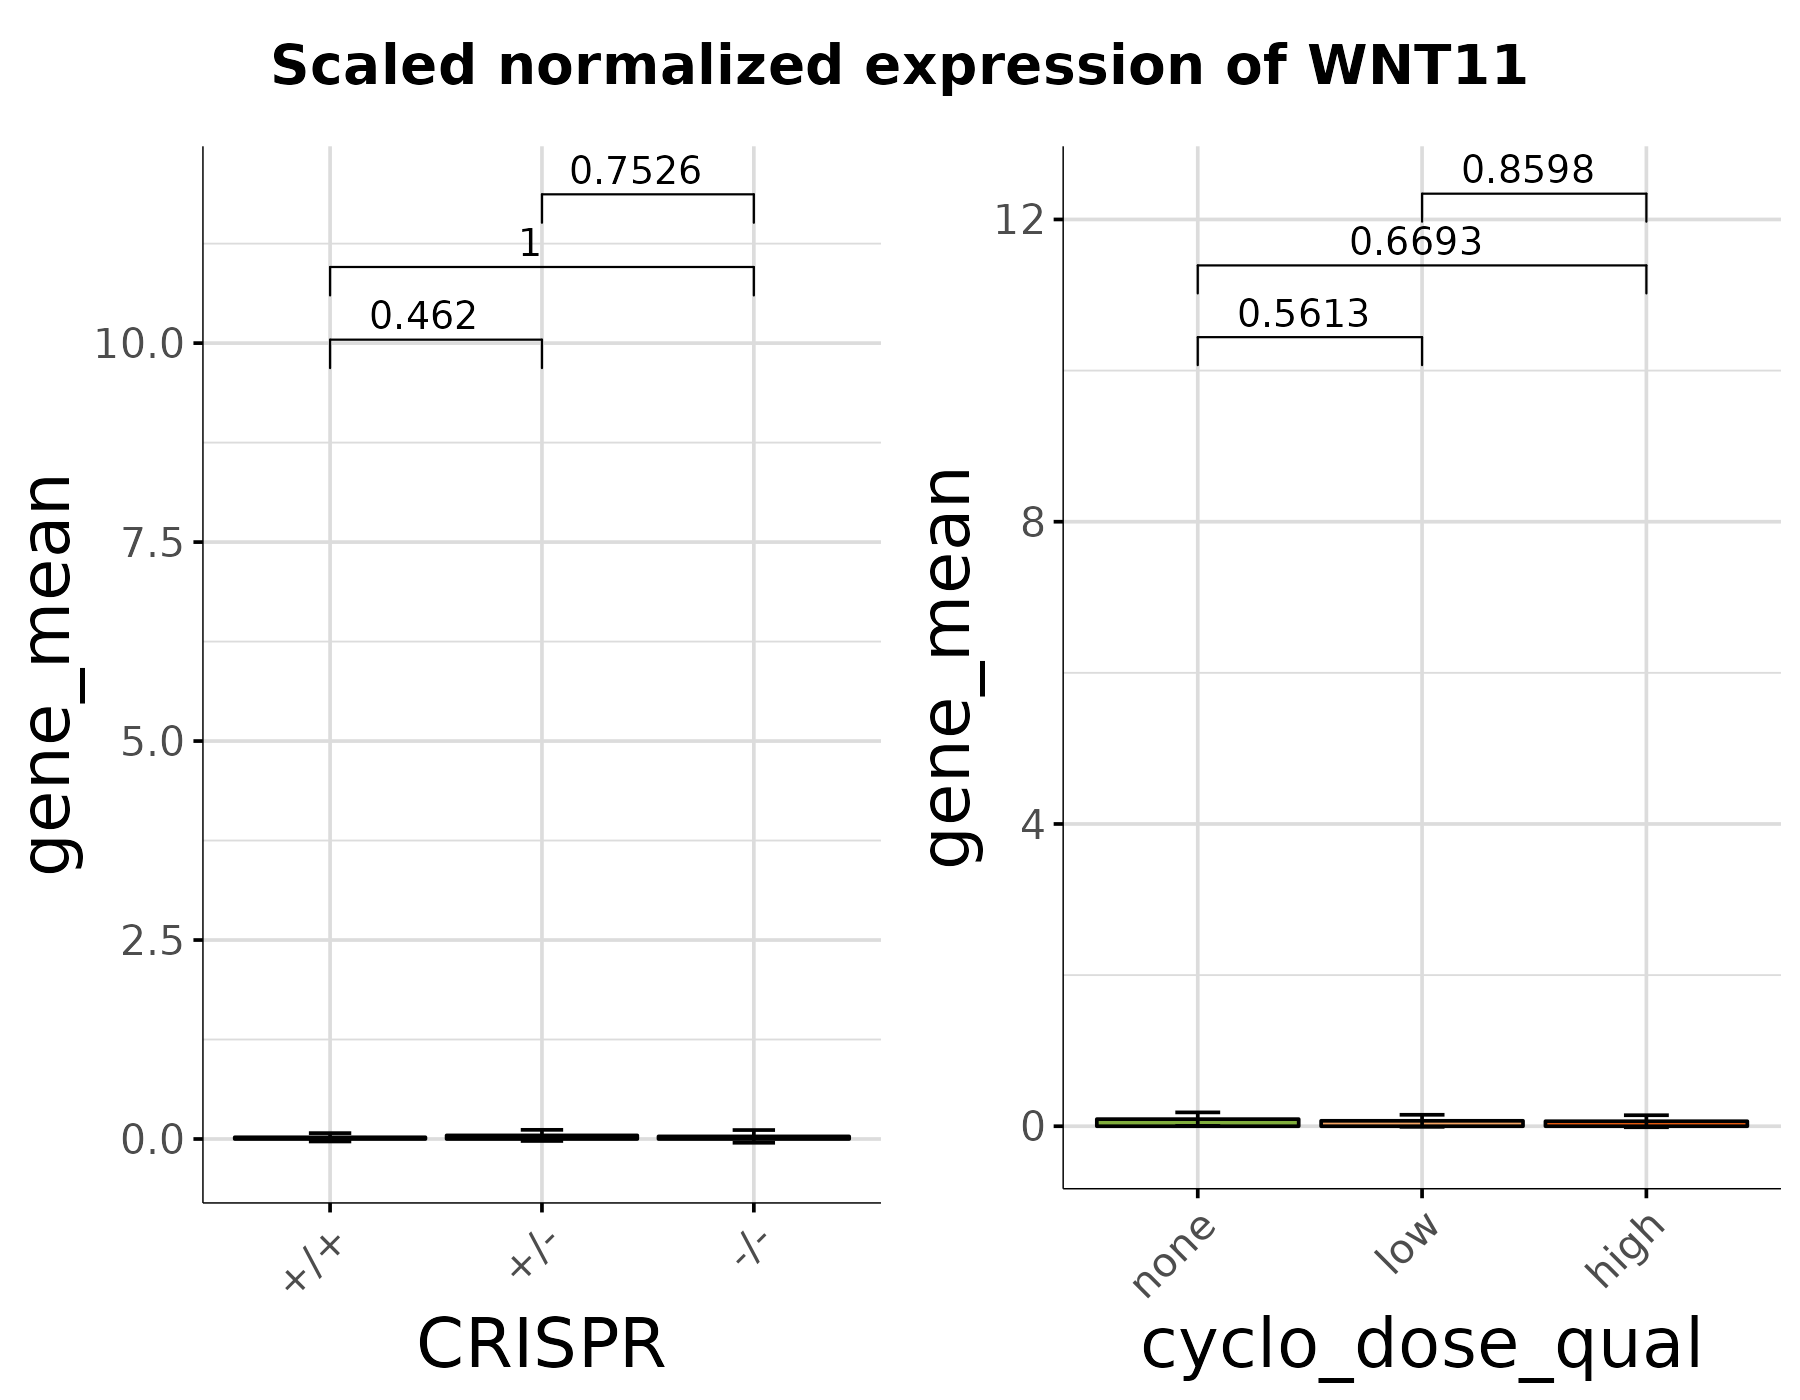 Scaled normalized expression of WNT11
gene_mean
10.0
7.5
5.0
2.5
0.0
0.7526
1
0.462
+/+
+/-
-/-
CRISPR
gene_mean
12
8
4
0
0.8598
0.6693
0.5613
none
low
high
cyclo_dose_qual